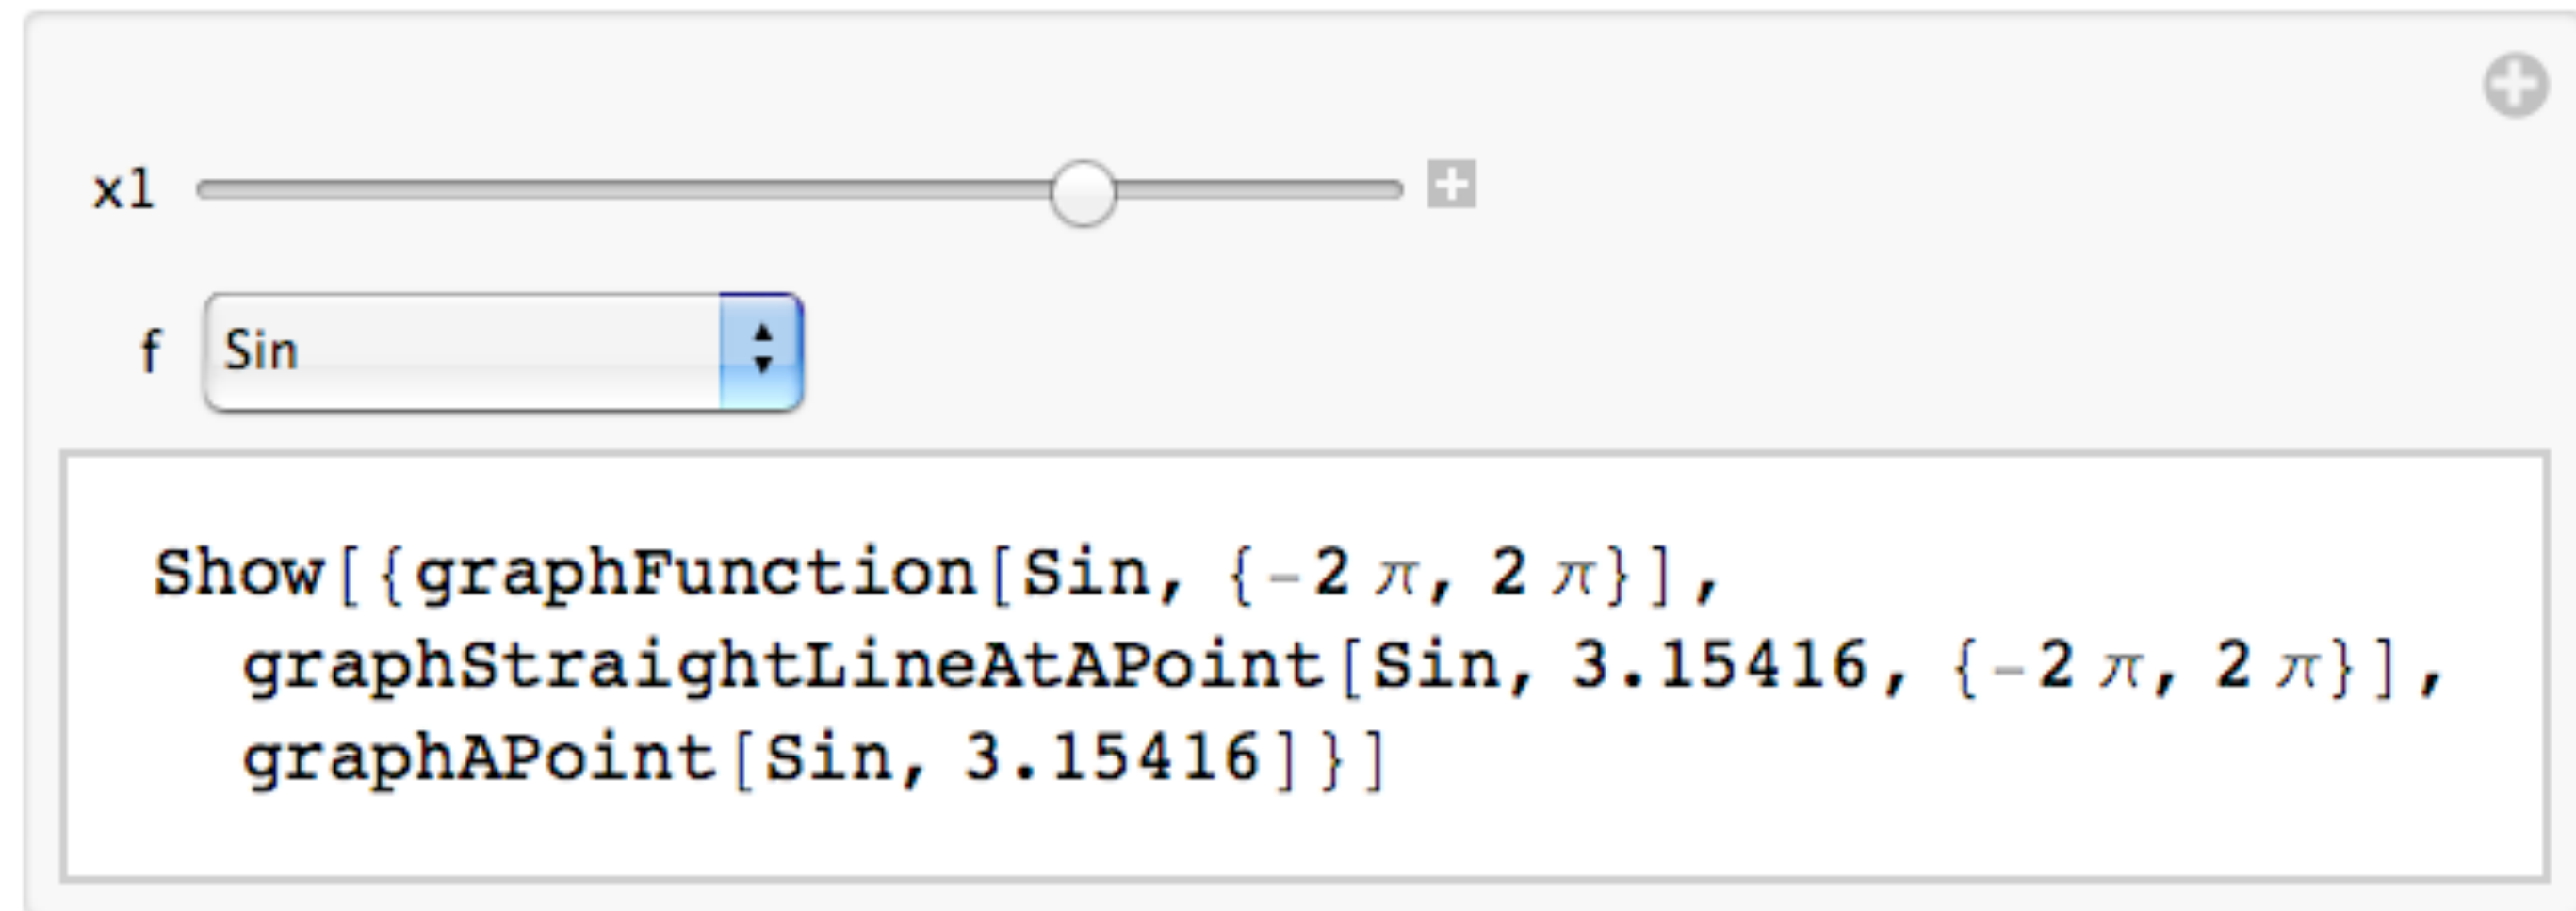 x1
f Sin
Show[{graphFunction[Sin, {-2 π, 2 π}],
graphStraightLineAtAPoint[Sin, 3.15416, {-2 π, 2 π}],
graphAPoint[Sin, 3.15416]}]